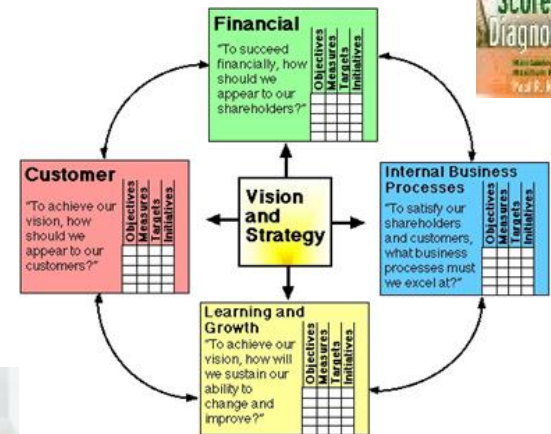 Financial
"To succeed
financially, how
should we
appear to our
shareholders?"
Objectives
Measures
Targets
Initiatives
Score
Diagno
Paul R.
Customer
"To achieve our
vision, how
should we
appear to our
customers?"
Objectives
Measures
Targets
Initiatives
Vision
and
Strategy
Internal Business
Processes
"To satisfy our
shareholders
and customers,
what business
processes must
we excel at?"
Objectives
Measures
Targets
Initiatives
Learning and
Growth
"To achieve our
vision, how will
we sustain our
ability to
change and
improve?"
Objectives
Measures
Targets
Initiatives